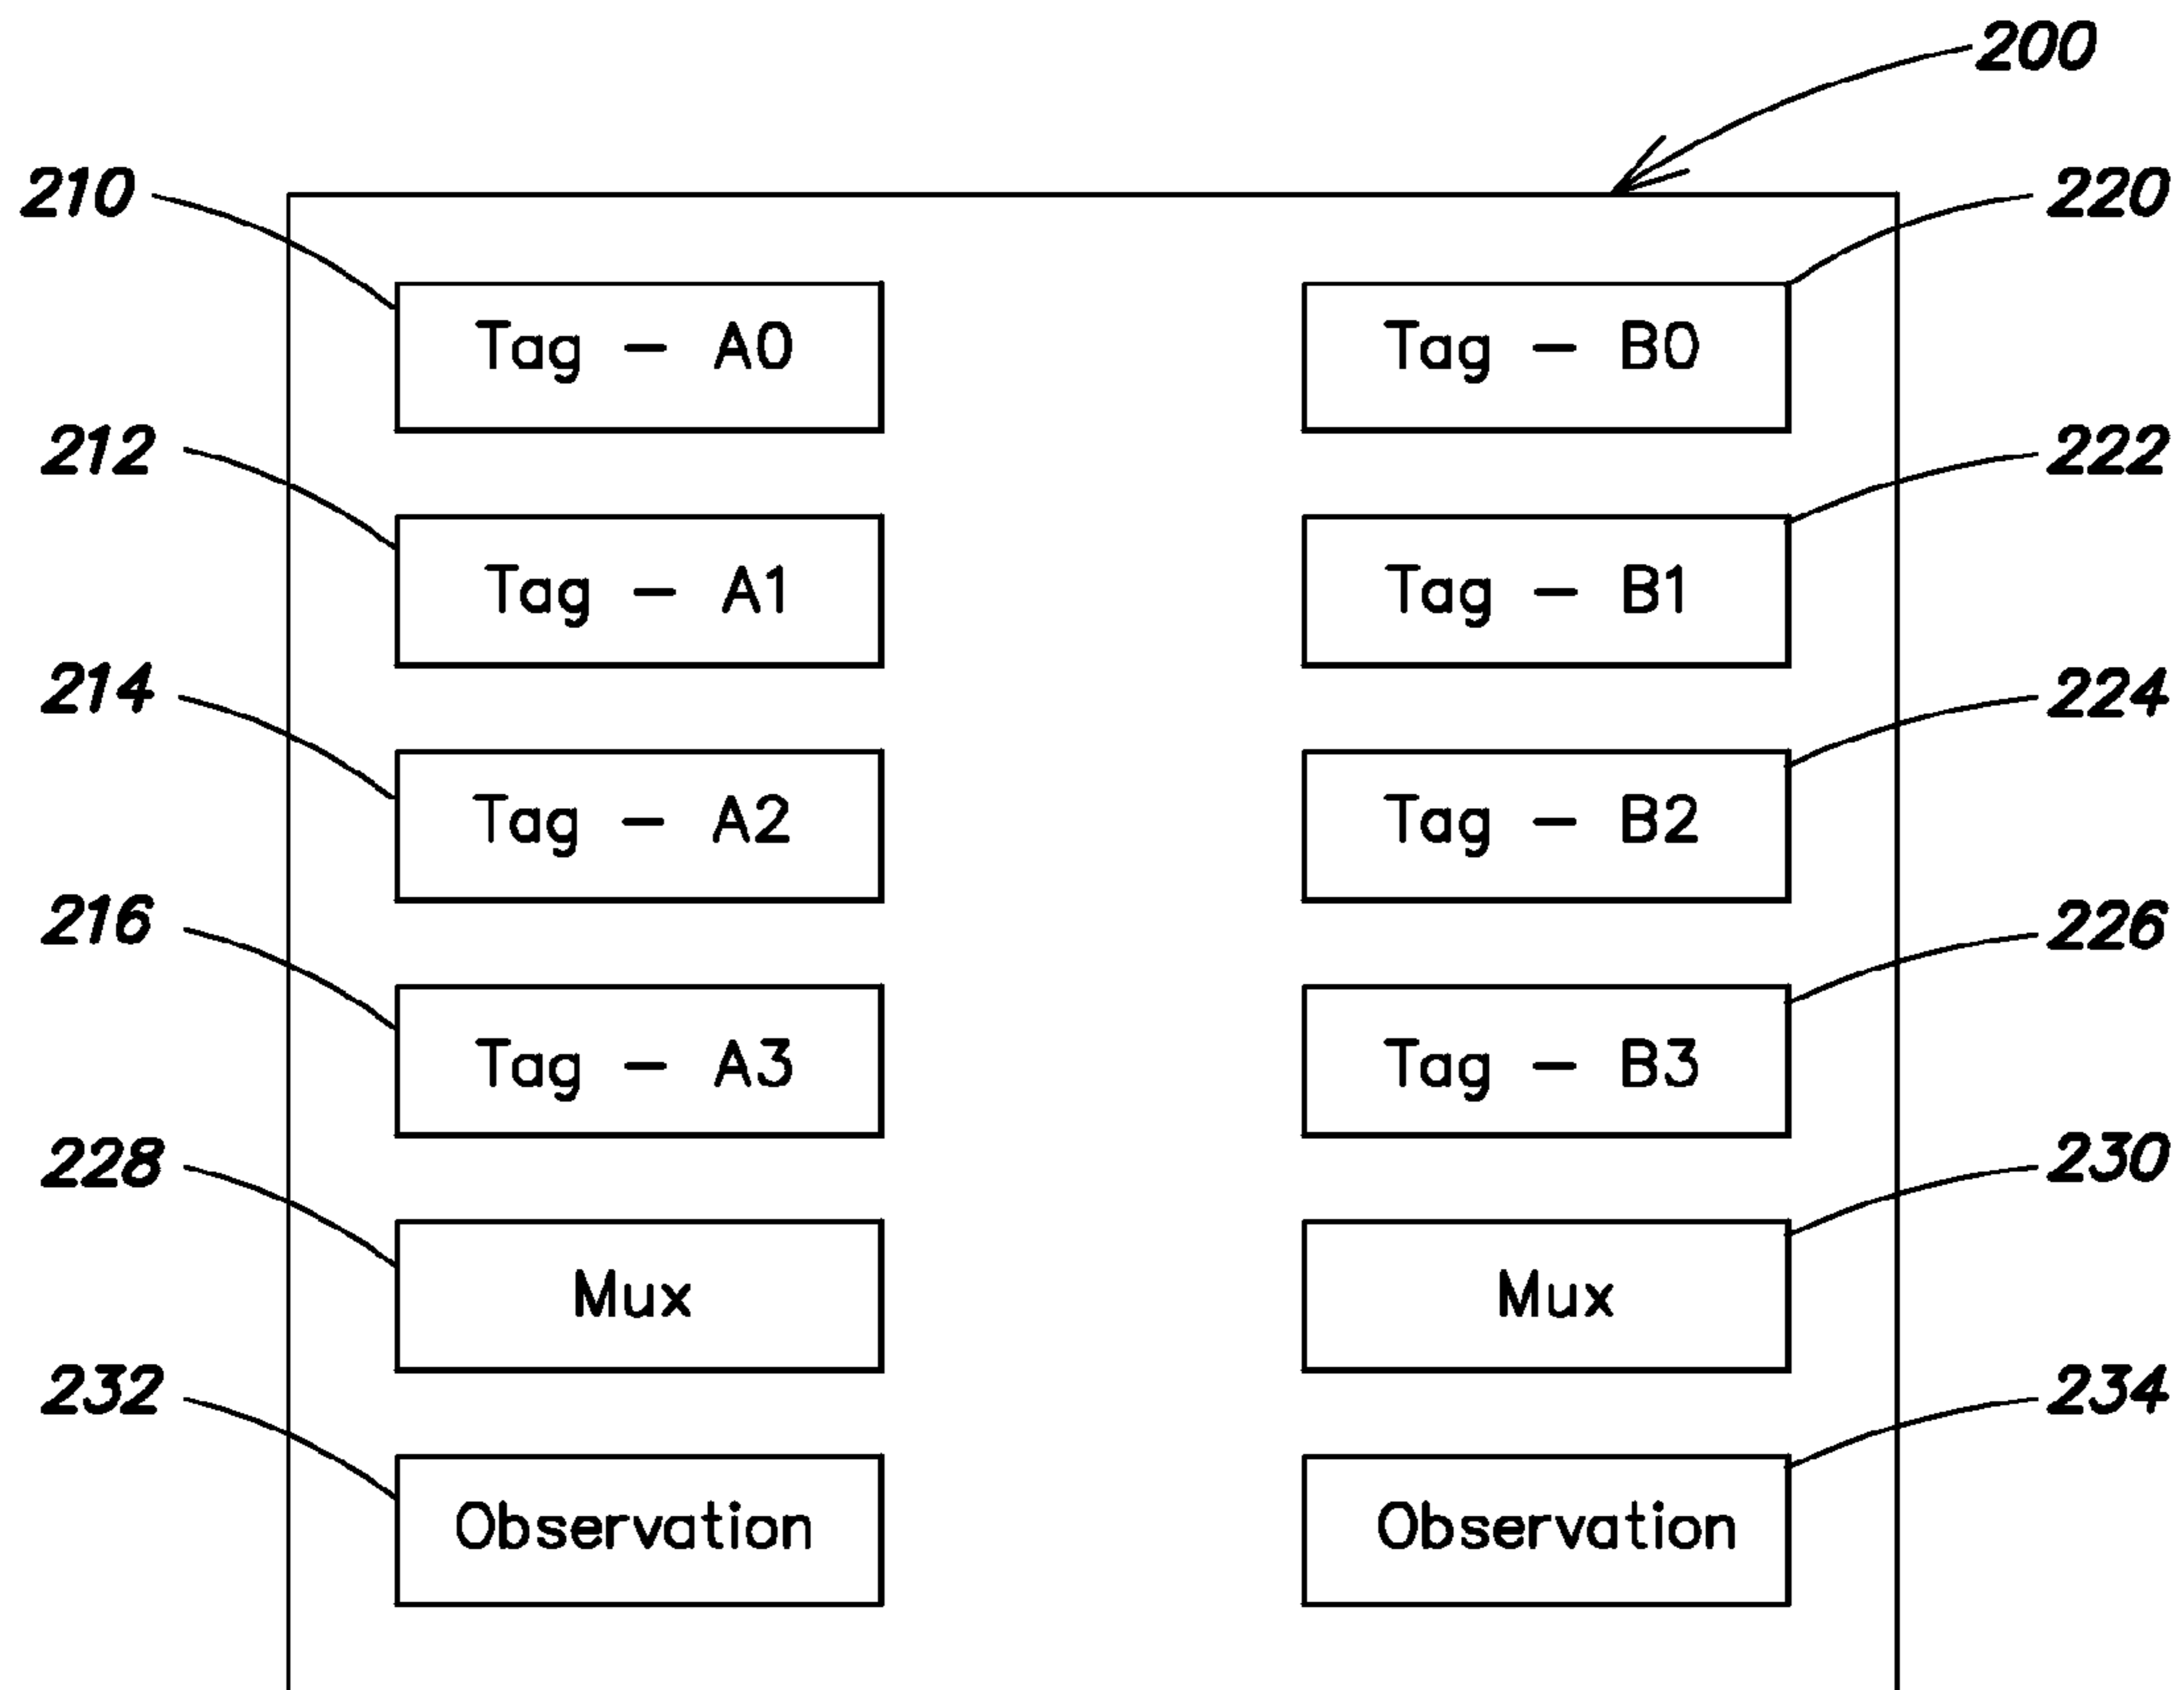 200
210
220
Tag - A0
Tag - B0
212
222
Tag - A1
Tag - B1
214
224
Tag - A2
Tag - B2
216
226
Tag - A3
Tag - B3
228
230
Mux
Mux
232
234
Observation
Observation